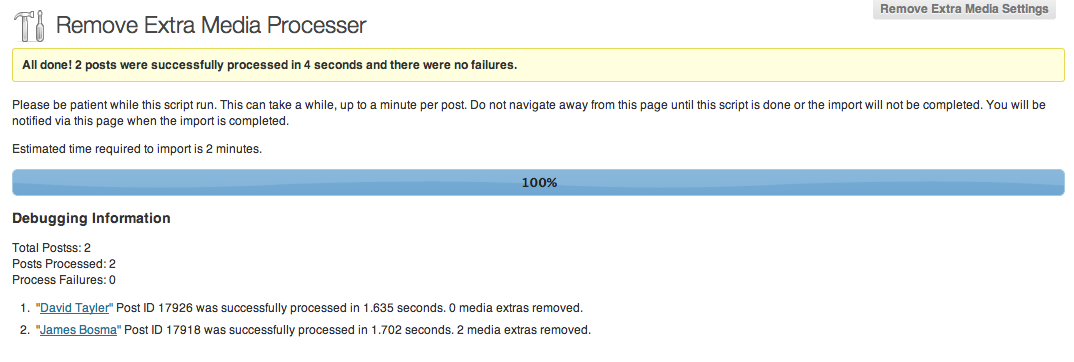 Remove Extra Media Settings
Remove Extra Media Processer
All done! 2 posts were successfully processed in 4 seconds and there were no failures.
Please be patient while this script run. This can take a while, up to a minute per post. Do not navigate away from this page until this script is done or the import will not be completed. You will be
notified via this page when the import is completed.
Estimated time required to import is 2 minutes.
100%
Debugging Information
Total Postss: 2
Posts Processed: 2
Process Failures: 0
1. "David Tayler" Post ID 17926 was successfully processed in 1.635 seconds. 0 media extras removed.
2. "James Bosma" Post ID 17918 was successfully processed in 1.702 seconds. 2 media extras removed.